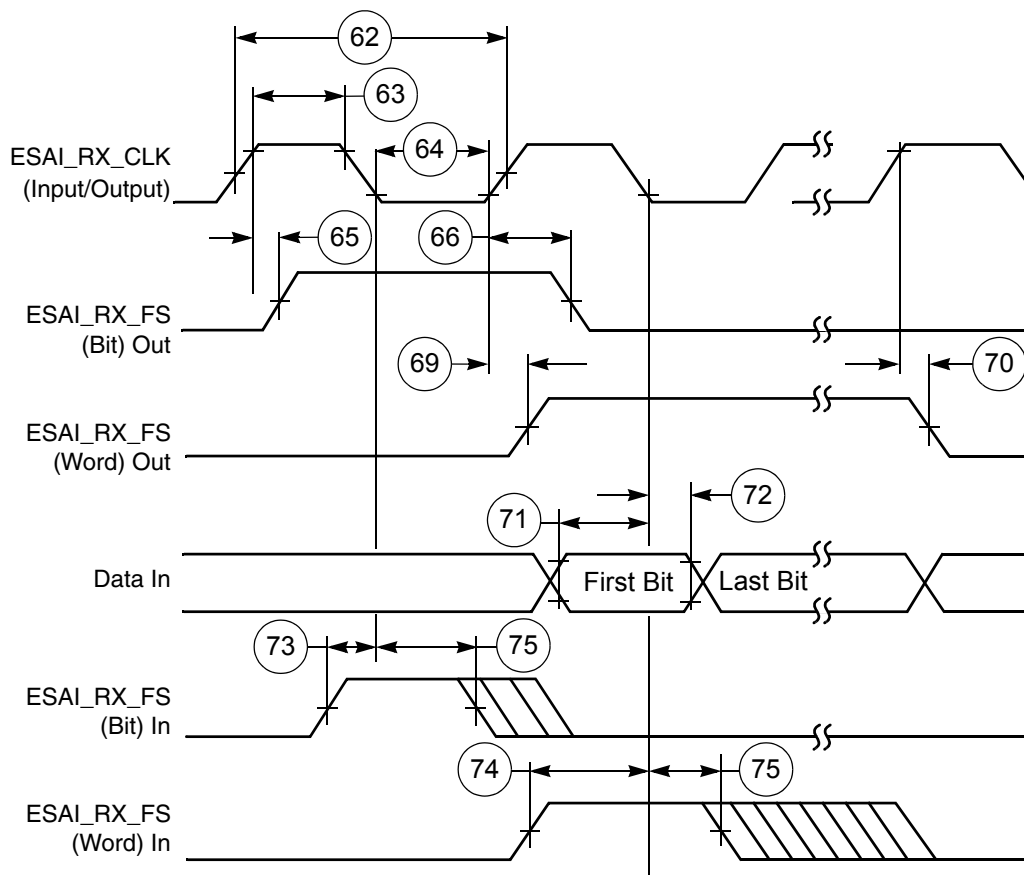 62
63
ESAI_RX_CLK
(Input/Output)
64
65
66
ESAI_RX_FS
(Bit) Out
69
70
ESAI_RX_FS
(Word) Out
71
72
Data In
First Bit
Last Bit
73
75
ESAI_RX_FS
(Bit) In
74
75
ESAI_RX_FS
(Word) In